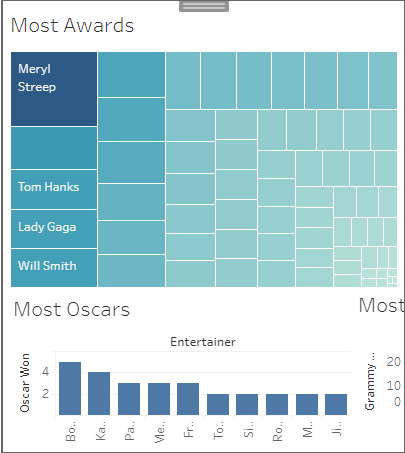 Most Awards
Meryl
Streep
Tom Hanks
Lady Gaga
Will Smith
Most Oscars
Most
Entertainer
Oscar Won
4
2
Bo..
Ka..
Pa..
Me..
Fr..
To..
Si..
Ro..
M..
Ji..
Grammy ..
20
10
0